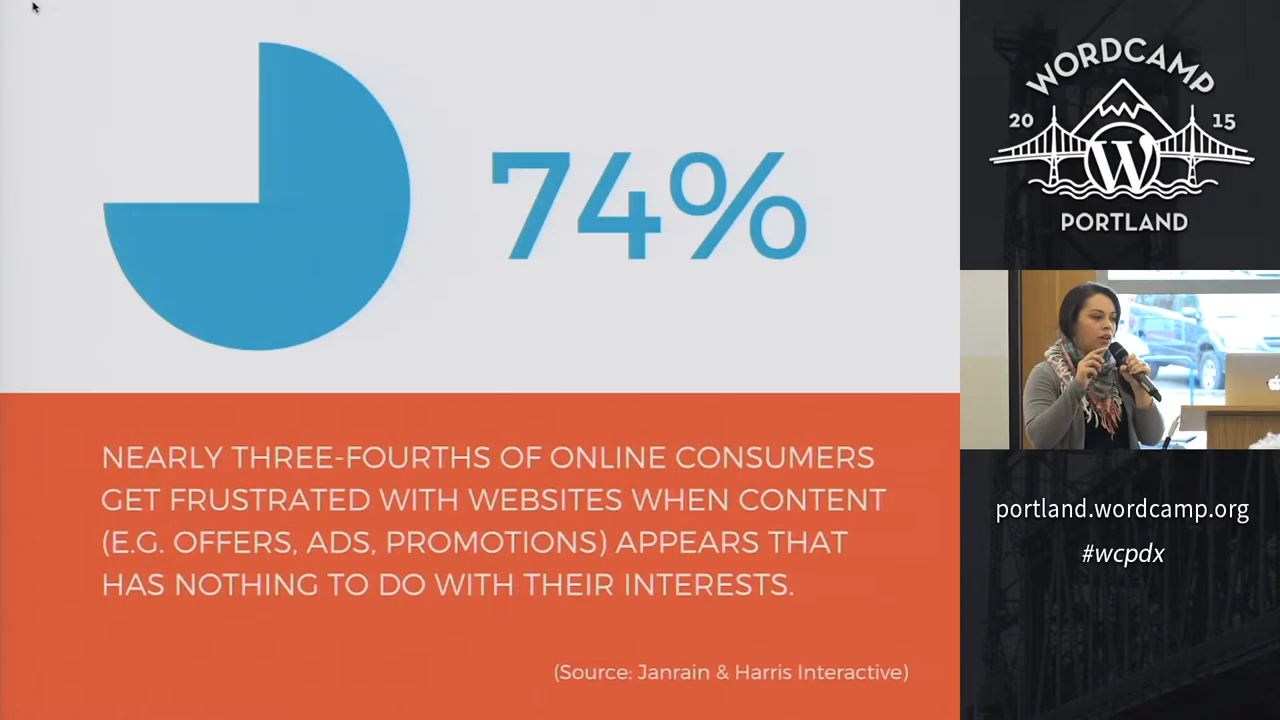 74%
NEARLY THREE-FOURTHS OF ONLINE CONSUMERS
GET FRUSTRATED WITH WEBSITES WHEN CONTENT
(E.G. OFFERS, ADS, PROMOTIONS) APPEARS THAT
HAS NOTHING TO DO WITH THEIR INTERESTS.
(Source: Janrain & Harris Interactive)
WORDCAMP
20 15
W
PORTLAND
portland.wordcamp.org
#wcpdx